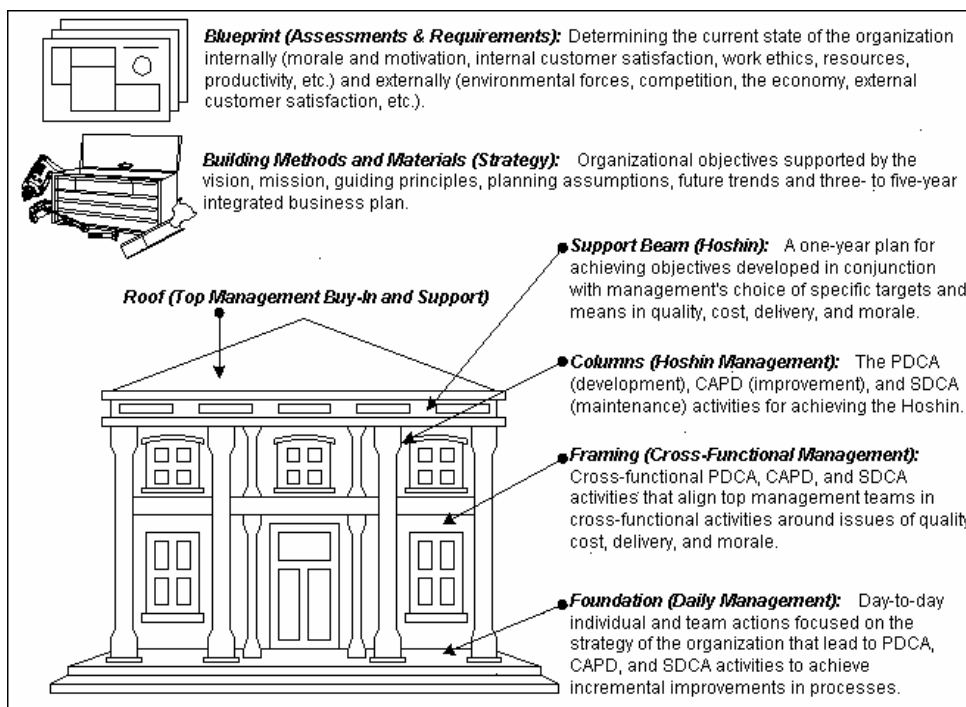 Blueprint (Assessments & Requirements): Determining the current state of the organization
internally (morale and motivation, internal customer satisfaction, work ethics, resources,
productivity, etc.) and externally (environmental forces, competition, the economy, external
customer satisfaction, etc.).
Building Methods and Materials (Strategy): Organizational objectives supported by the
vision, mission, guiding principles, planning assumptions, future trends and three- to five-year
integrated business plan.
Support Beam (Hoshin): A one-year plan for
achieving objectives developed in conjunction
with management's choice of specific targets and
means in quality, cost, delivery, and morale.
Roof (Top Management Buy-In and Support)
Columns (Hoshin Management): The PDCA
(development), CAPD (improvement), and SDCA
(maintenance) activities for achieving the Hoshin.
Framing (Cross-Functional Management):
Cross-functional PDCA, CAPD, and SDCA
activities that align top management teams in
cross-functional activities around issues of quality
cost, delivery, and morale.
Foundation (Daily Management): Day-to-day
individual and team actions focused on the
strategy of the organization that lead to PDCA,
CAPD, and SDCA activities to achieve
incremental improvements in processes.